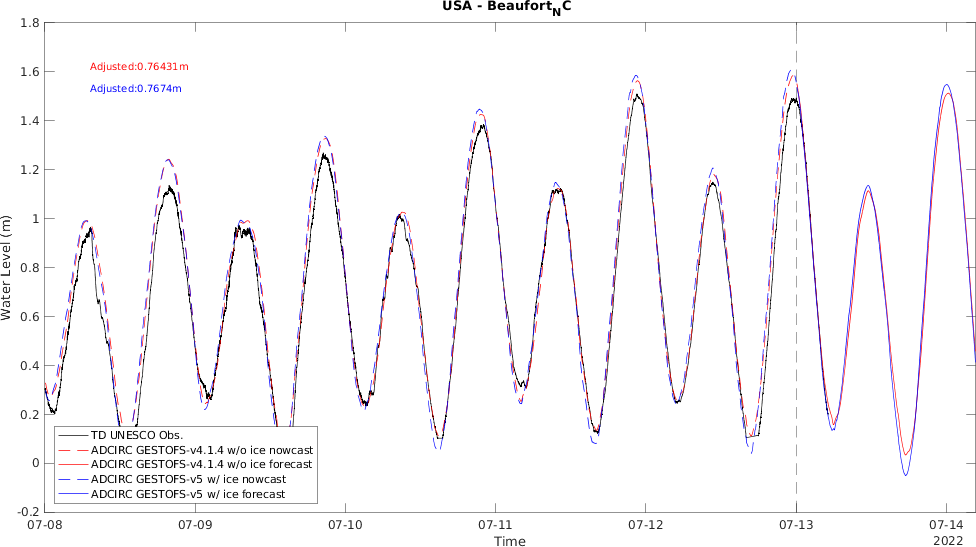 USA - Beaufort_NC
1.8
1.6
1.4
1.2
1
0.8
0.6
0.4
0.2
0
-0.2
Water Level (m)
Adjusted:0.76431m
Adjusted:0.7674m
TD UNESCO Obs.
ADCIRC GESTOFS-v4.1.4 w/o ice nowcast
ADCIRC GESTOFS-v4.1.4 w/o ice forecast
ADCIRC GESTOFS-v5 w/ ice nowcast
ADCIRC GESTOFS-v5 w/ ice forecast
07-08 07-09 07-10 07-11 07-12 07-13 07-14
Time 2022